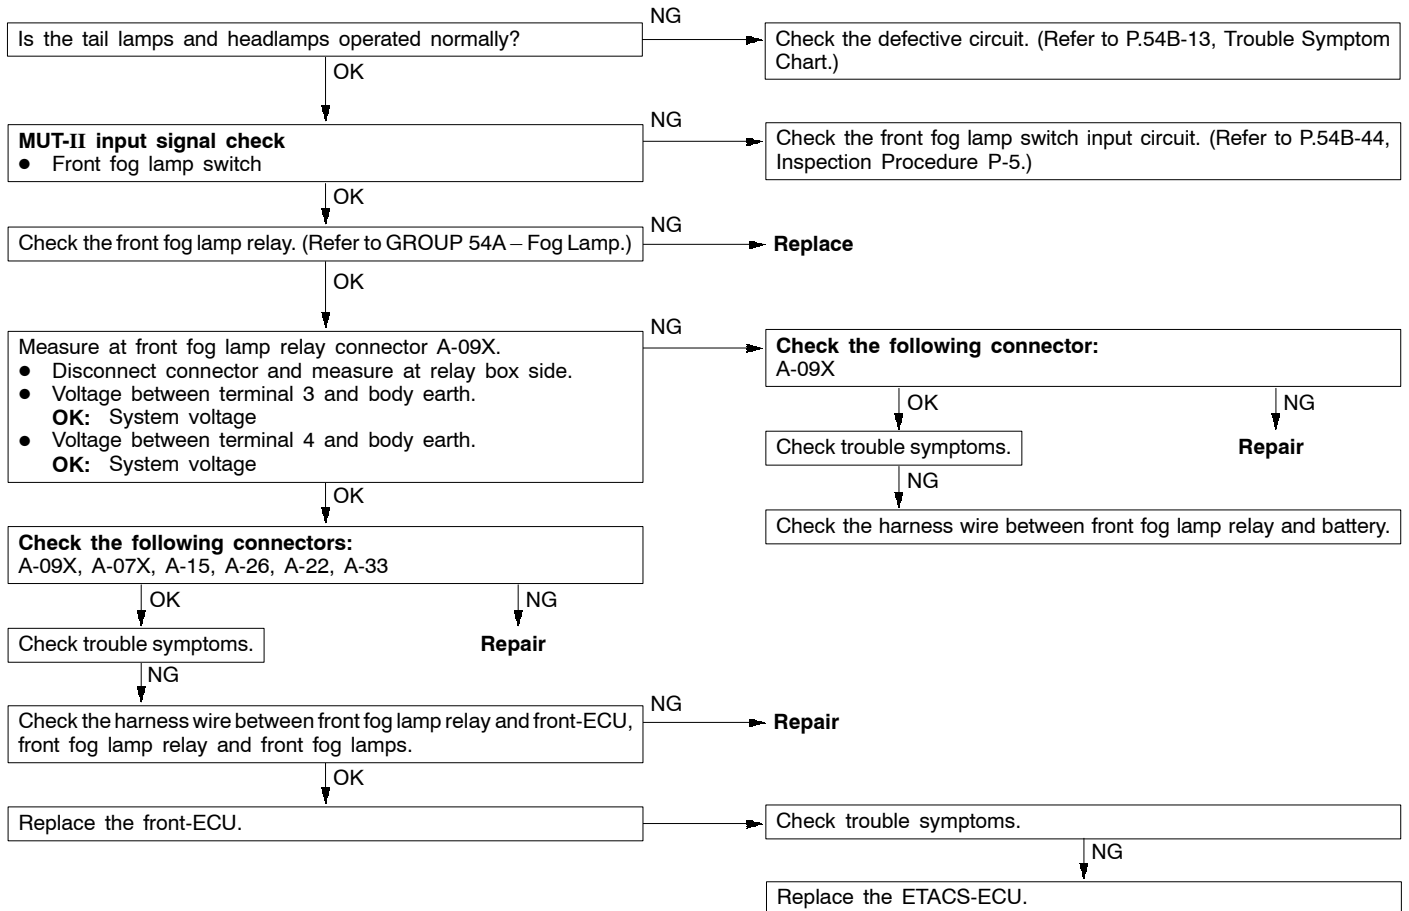 Is the tail lamps and headlamps operated normally?
NG
Check the defective circuit. (Refer to P.54B-13, Trouble Symptom
Chart.)
OK
MUT-II input signal check
● Front fog lamp switch
NG
Check the front fog lamp switch input circuit. (Refer to P.54B-44,
Inspection Procedure P-5.)
OK
Check the front fog lamp relay. (Refer to GROUP 54A – Fog Lamp.)
NG
Replace
OK
Measure at front fog lamp relay connector A-09X.
● Disconnect connector and measure at relay box side.
● Voltage between terminal 3 and body earth.
OK: System voltage
● Voltage between terminal 4 and body earth.
OK: System voltage
NG
Check the following connector:
A-09X
OK
NG
Check trouble symptoms.
Repair
NG
Check the harness wire between front fog lamp relay and battery.
OK
Check the following connectors:
A-09X, A-07X, A-15, A-26, A-22, A-33
OK
NG
Check trouble symptoms.
Repair
NG
Check the harness wire between front fog lamp relay and front-ECU,
front fog lamp relay and front fog lamps.
NG
Repair
OK
Replace the front-ECU.
Check trouble symptoms.
NG
Replace the ETACS-ECU.